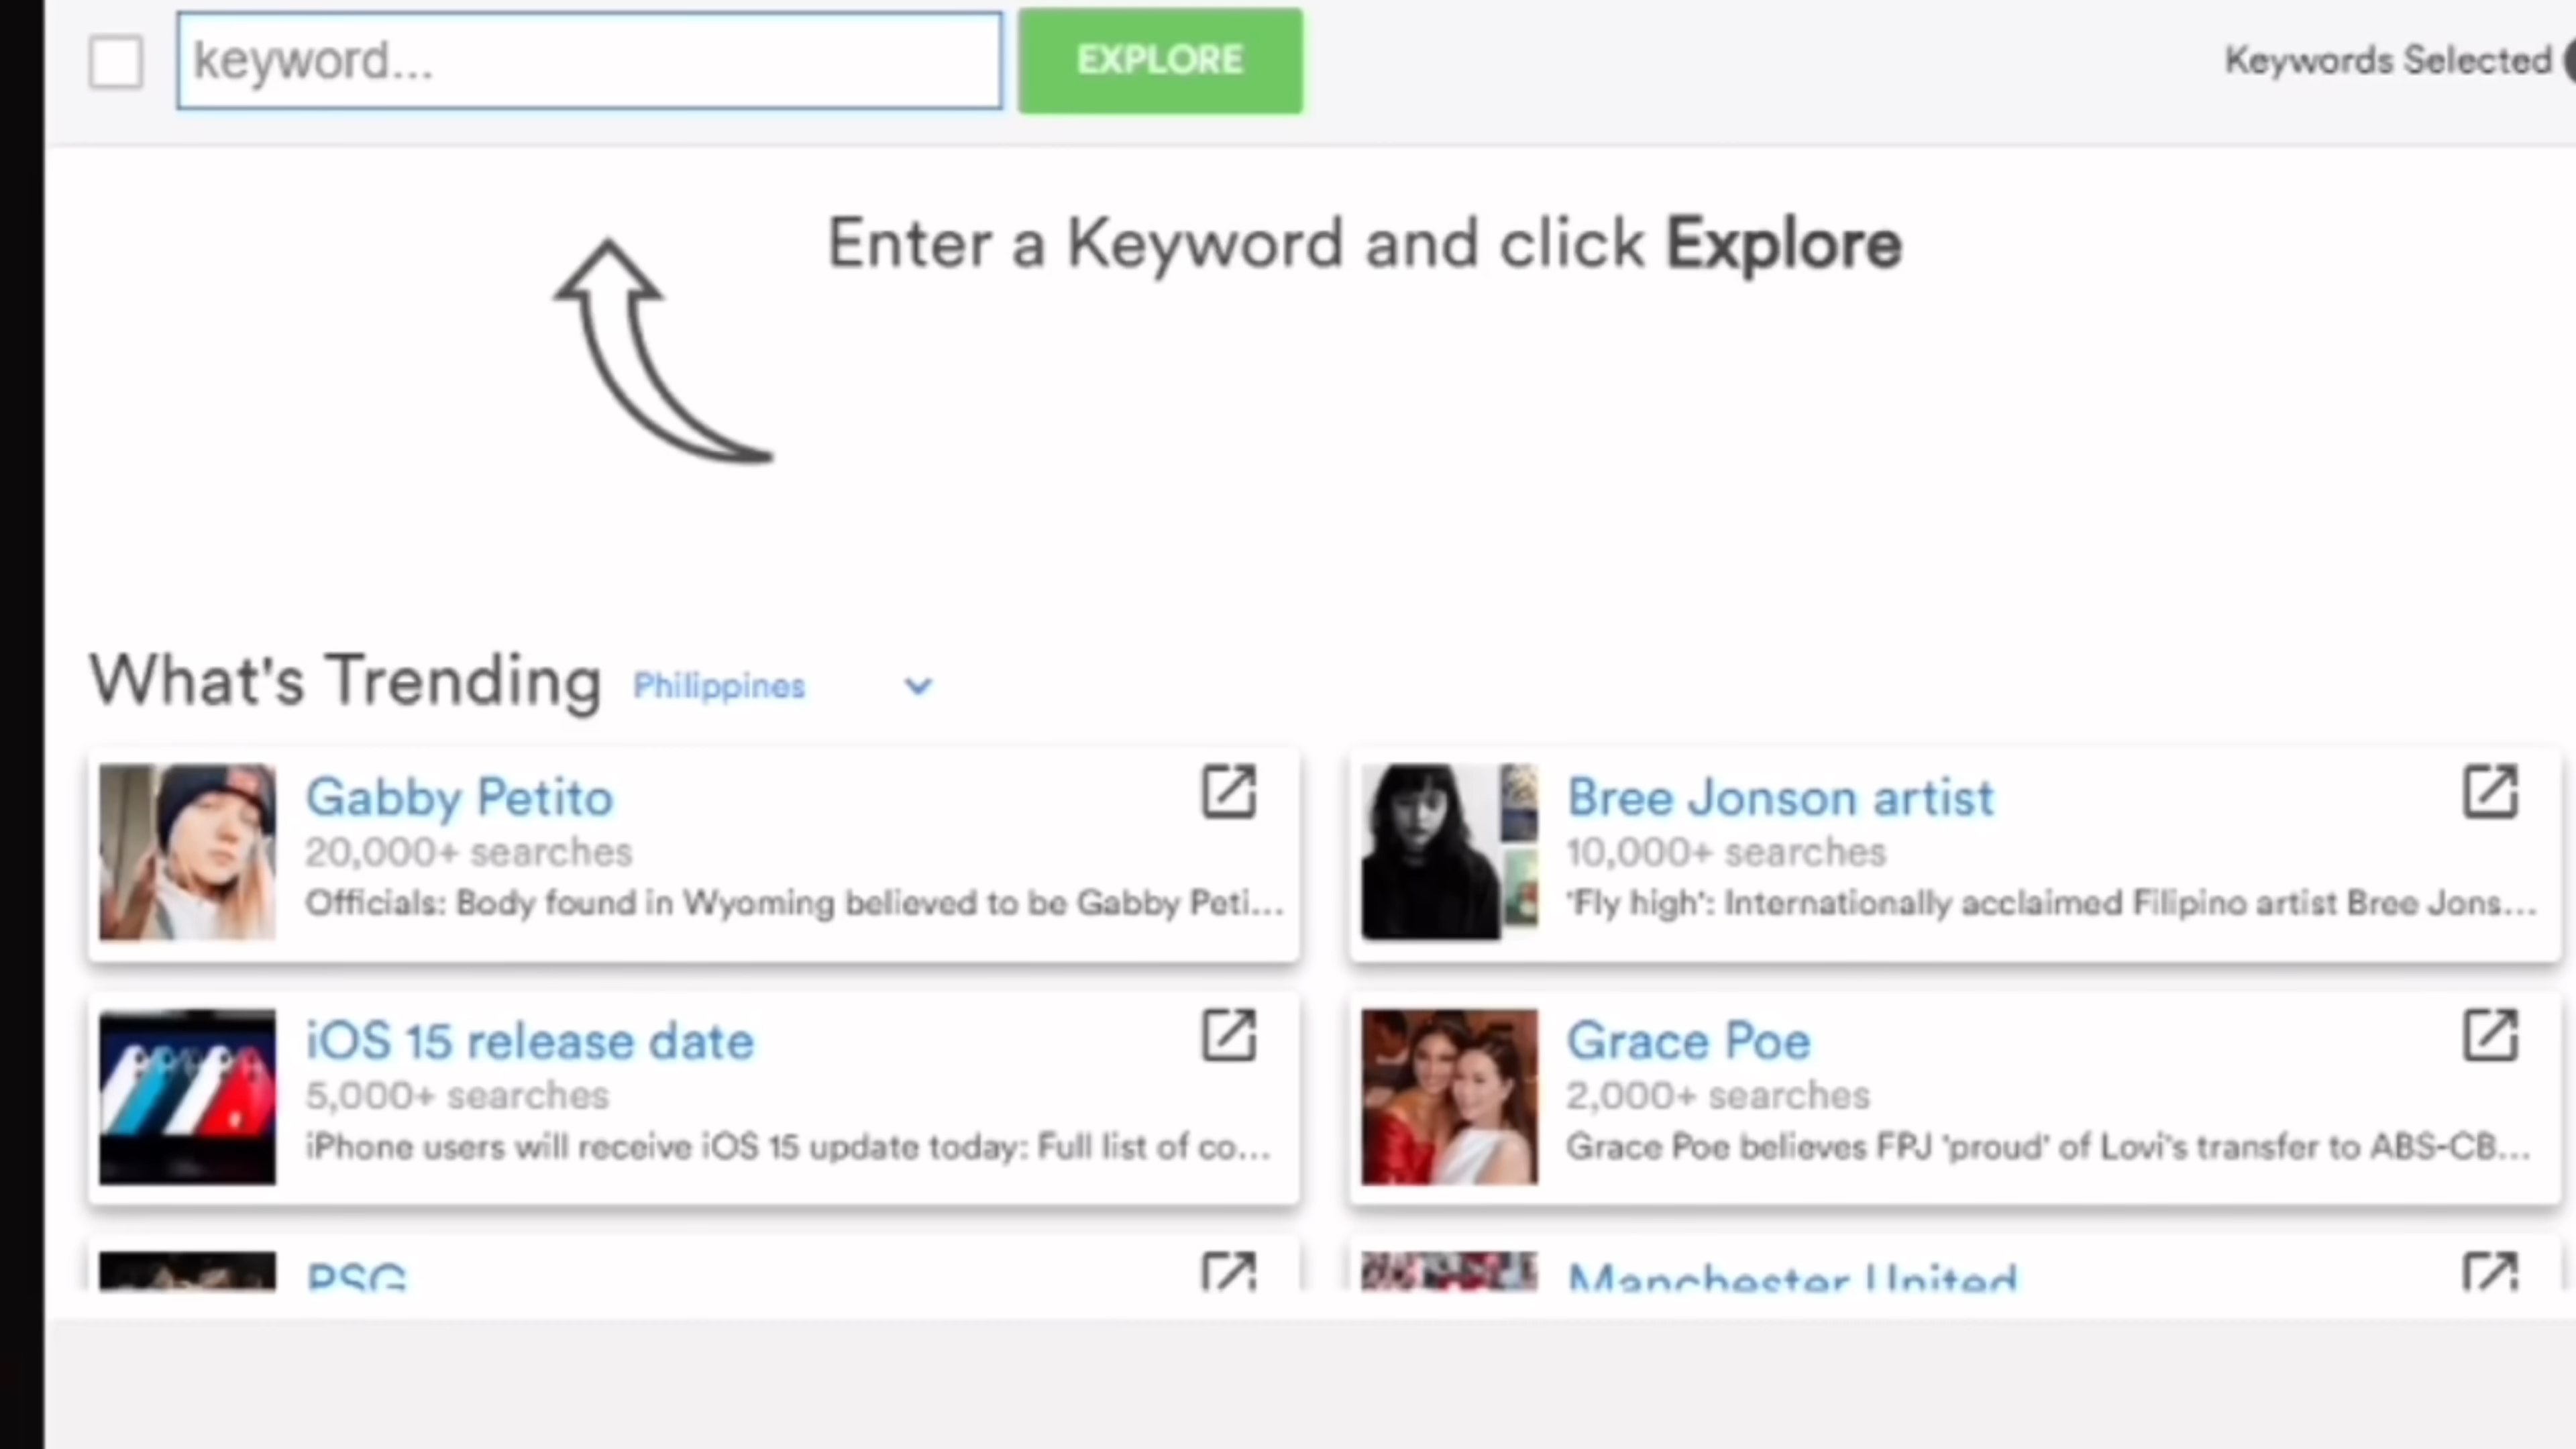 keyword...
EXPLORE
Keywords Selected
Enter a Keyword and click Explore
What's Trending
Philippines
Gabby Petito
20,000+ searches
Officials: Body found in Wyoming believed to be Gabby Peti...
Bree Jonson artist
10,000+ searches
'Fly high': Internationally acclaimed Filipino artist Bree Jons...
iOS 15 release date
5,000+ searches
iPhone users will receive iOS 15 update today: Full list of co...
Grace Poe
2,000+ searches
Grace Poe believes FPJ 'proud' of Lovi's transfer to ABS-CB...
PSG
Manchester United